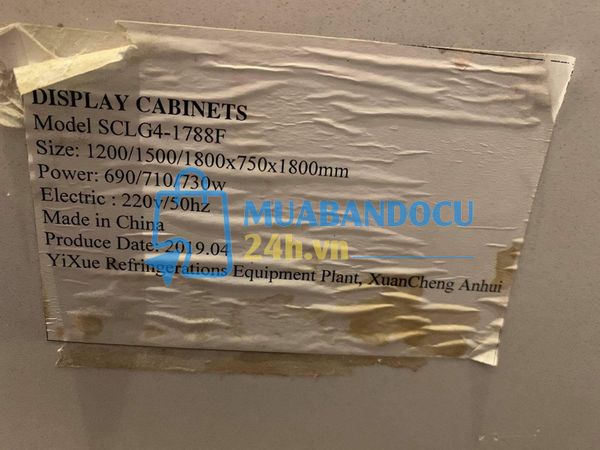 DISPLAY CABINETS
Model SCLG4-1788F
Size: 1200/1500/1800x750x1800mm
Power: 690/710/730w
Electric : 220v/50hz
Made in China
Produce Date: 2019.04
YiXue Refringerations Equipment Plant, XuanCheng Anhui
MUABANDOCU
24h.vn